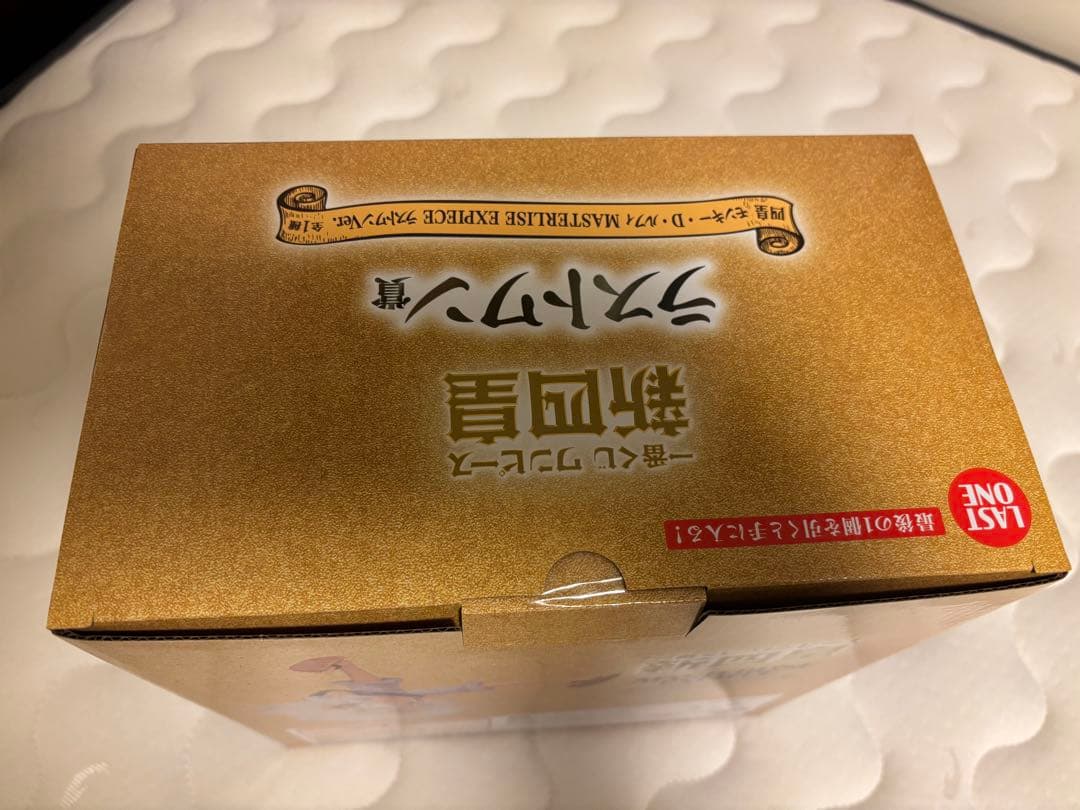 LAST
ONE
最後の1個を引くと手に入る!
一番くじ ワンピース
新四皇
ラストワン賞
四皇 モンキー・D・ルフィ MASTERLISE EXPIECE ラストワンVer. 全1種